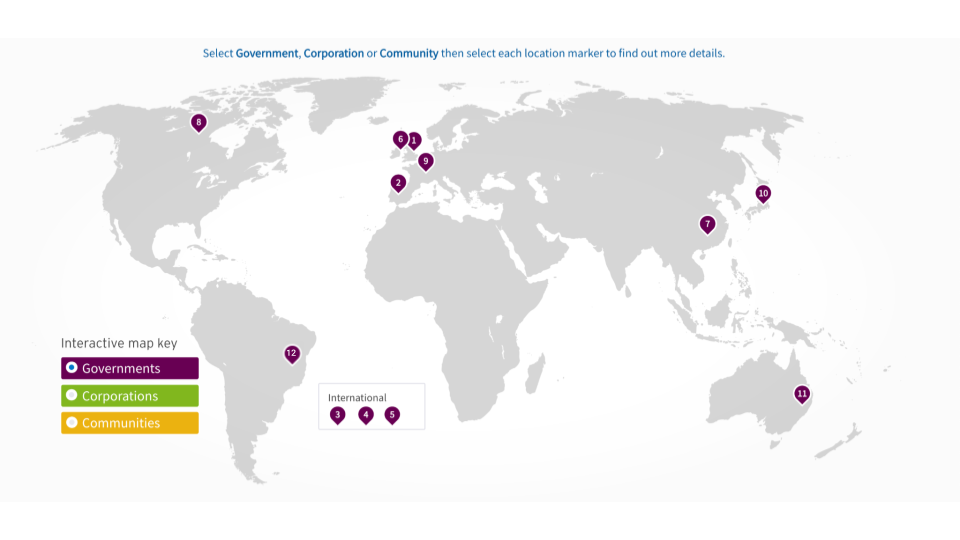 Select Government, Corporation or Community then select each location marker to find out more details.
8
6
1
9
2
10
7
Interactive map key
12
Governments
International
11
Corporations
3 4 5
Communities